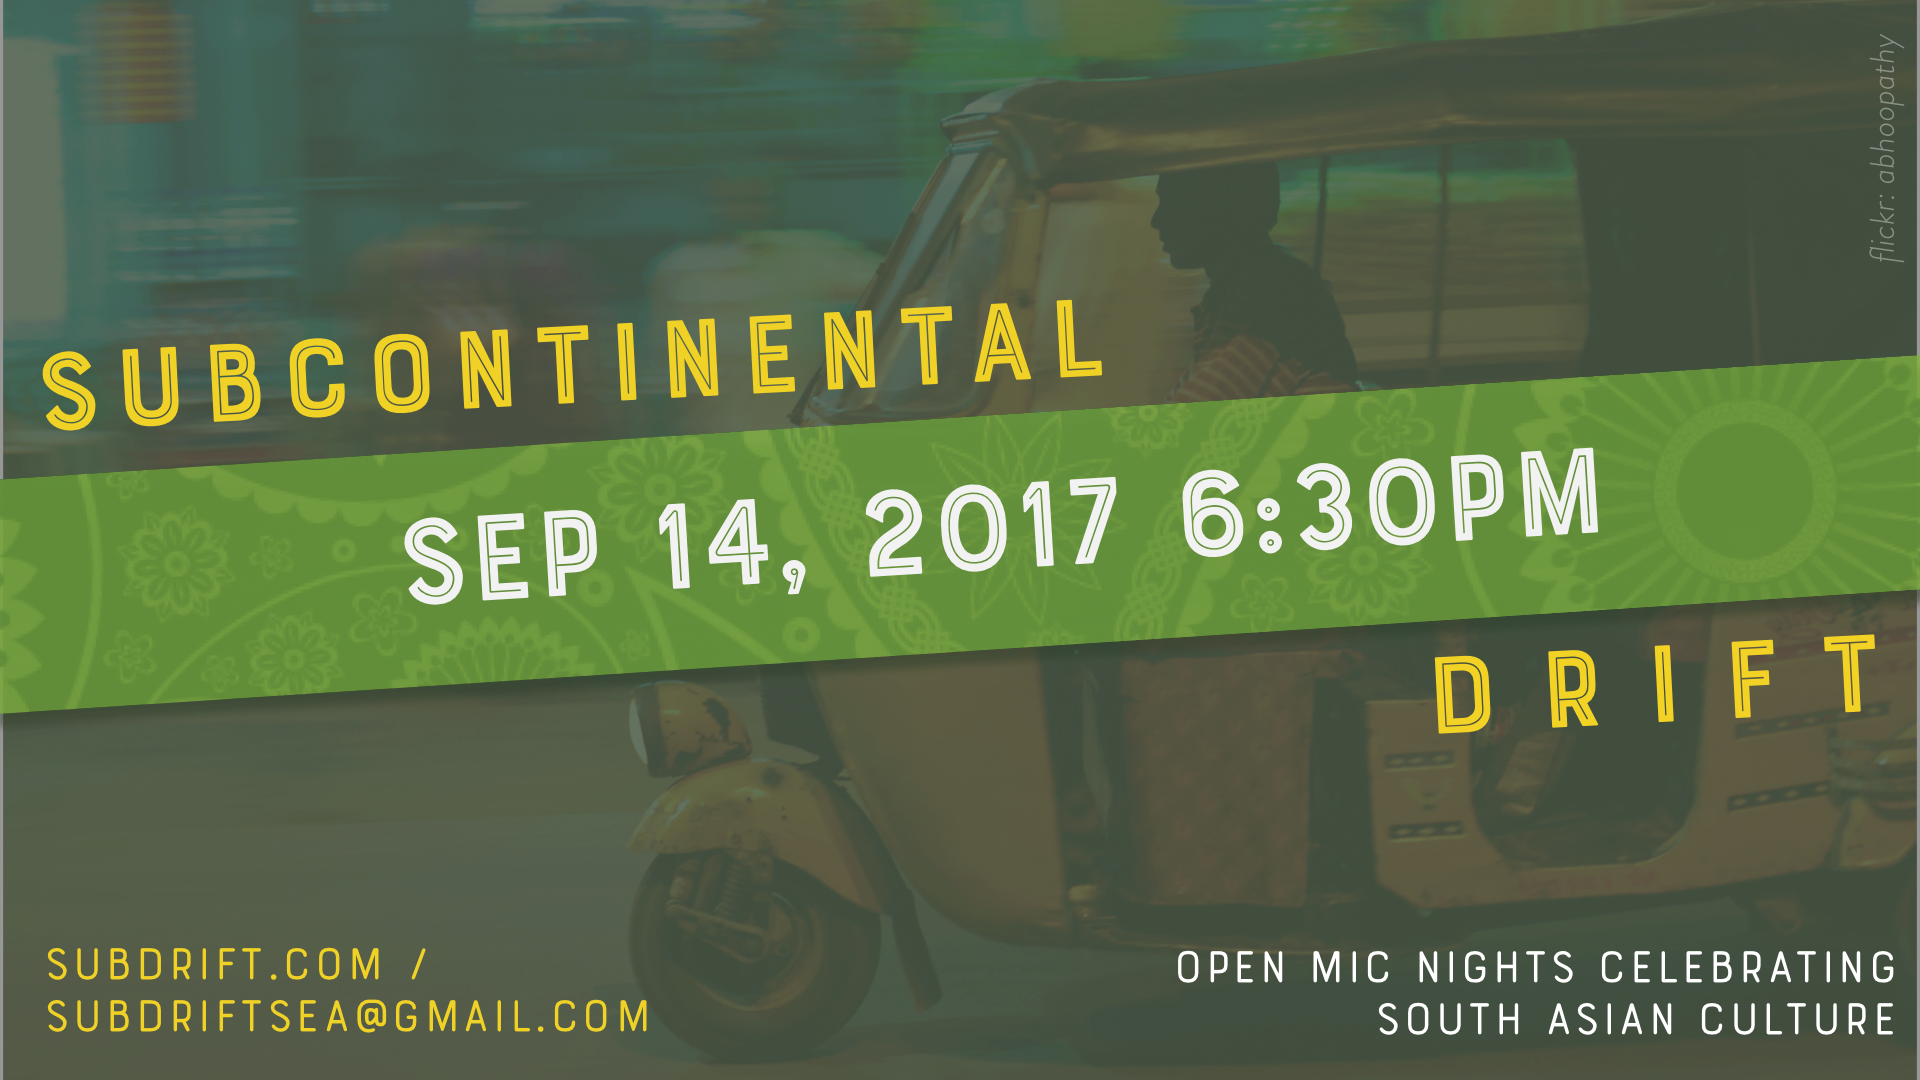 flickr: abhoopathy
SUBCONTINENTAL
SEP 14, 2017 6:30PM
DRIFT
SUBDRIFT.COM /
SUBDRIFTSEA@GMAIL.COM
OPEN MIC NIGHTS CELEBRATING
SOUTH ASIAN CULTURE